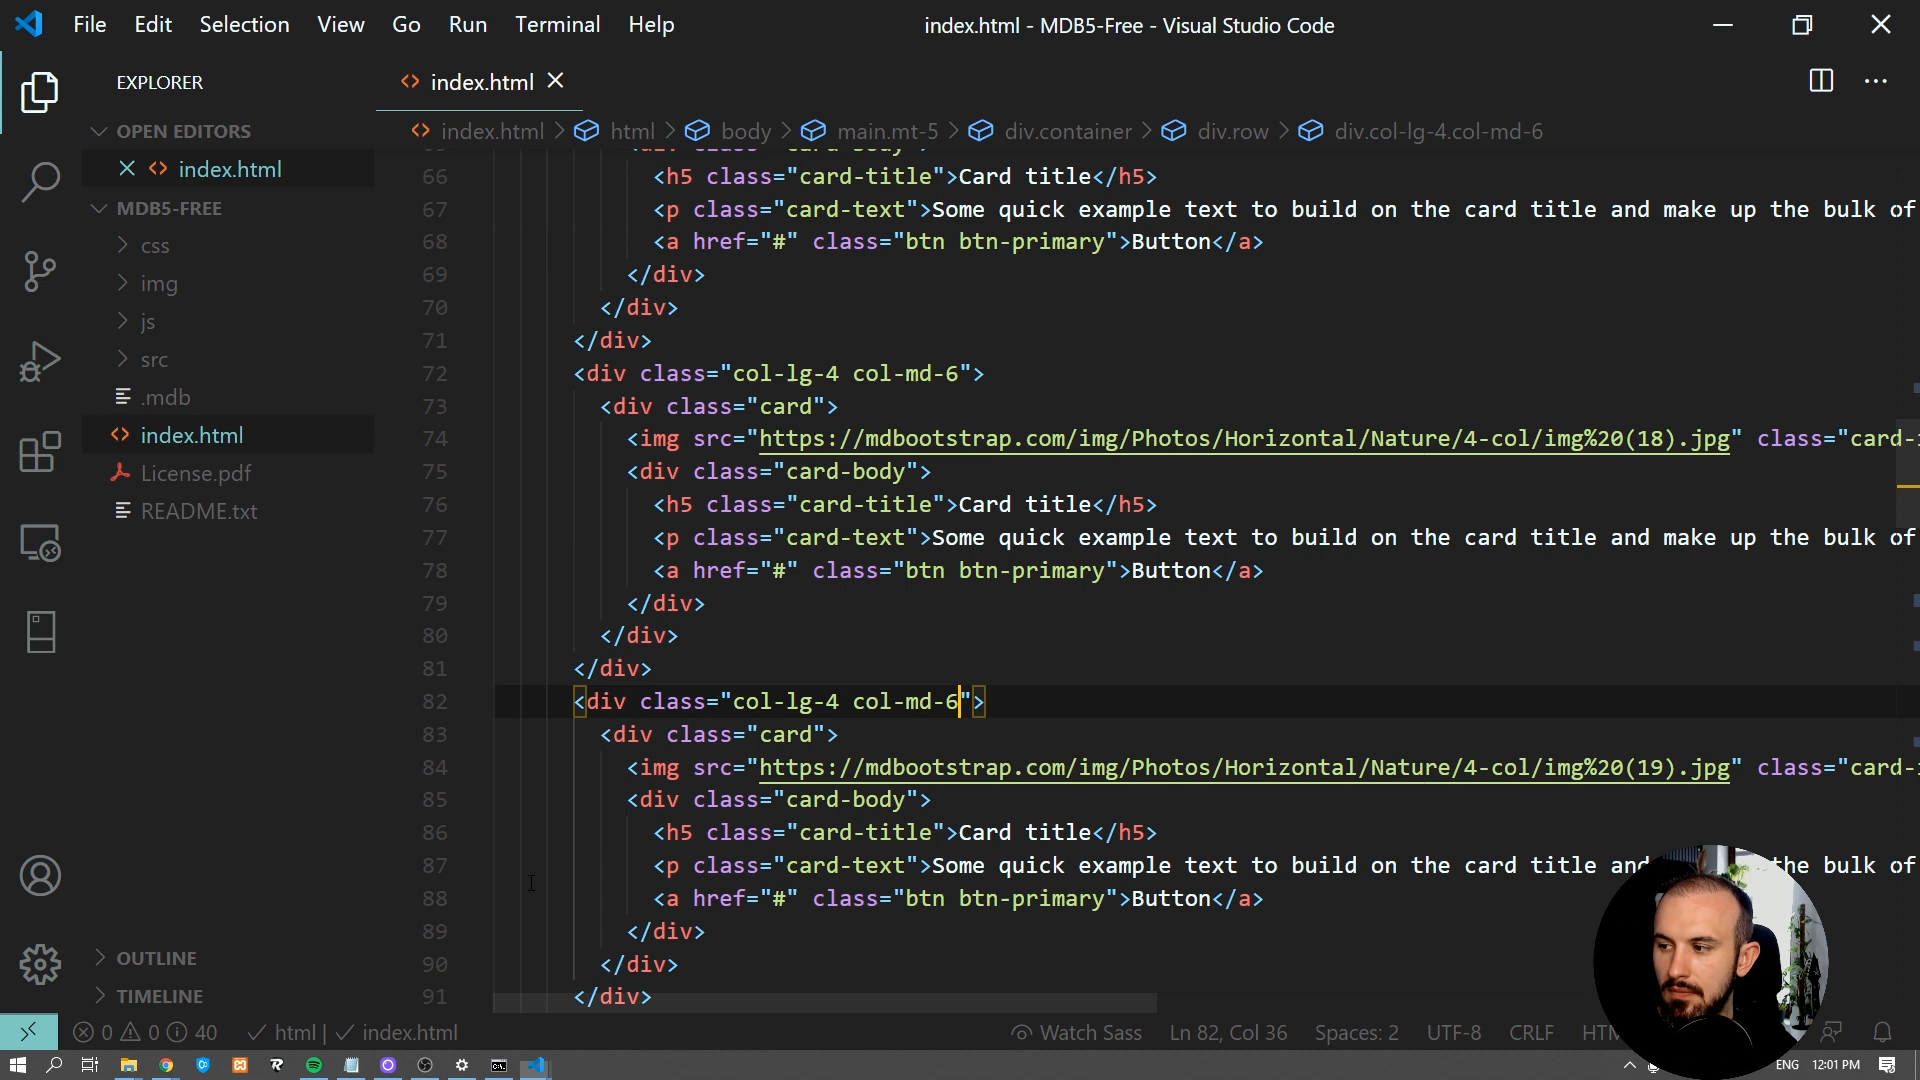 File Edit Selection View Go Run Terminal Help
index.html - MDB5-Free - Visual Studio Code
EXPLORER
index.html
OPEN EDITORS
index.html
MDB5-FREE
css
img
js
src
.mdb
index.html
License.pdf
README.txt
OUTLINE
TIMELINE
index.html > html > body > main.mt-5 > div.container > div.row > div.col-lg-4.col-md-6
66 <h5 class="card-title">Card title</h5>
67 <p class="card-text">Some quick example text to build on the card title and make up the bulk of
68 <a href="#" class="btn btn-primary">Button</a>
69 </div>
70 </div>
71 </div>
72 <div class="col-lg-4 col-md-6">
73 <div class="card">
74 <img src="https://mdbootstrap.com/img/Photos/Horizontal/Nature/4-col/img%20(18).jpg" class="card-
75 <div class="card-body">
76 <h5 class="card-title">Card title</h5>
77 <p class="card-text">Some quick example text to build on the card title and make up the bulk of
78 <a href="#" class="btn btn-primary">Button</a>
79 </div>
80 </div>
81 </div>
82 <div class="col-lg-4 col-md-6">
83 <div class="card">
84 <img src="https://mdbootstrap.com/img/Photos/Horizontal/Nature/4-col/img%20(19).jpg" class="card-
85 <div class="card-body">
86 <h5 class="card-title">Card title</h5>
87 <p class="card-text">Some quick example text to build on the card title and the bulk of
88 <a href="#" class="btn btn-primary">Button</a>
89 </div>
90 </div>
91 </div>
0 0 40 html | index.html
Watch Sass Ln 82, Col 36 Spaces: 2 UTF-8 CRLF
ENG 12:01 PM